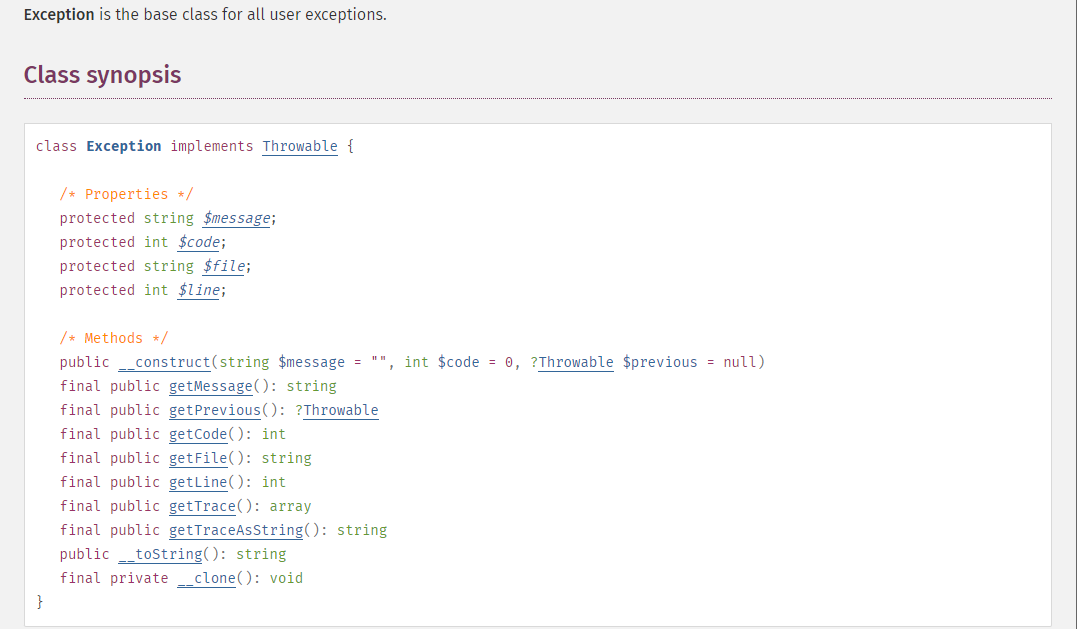 Exception is the base class for all user exceptions.
Class synopsis
class Exception implements Throwable {
/* Properties */
protected string $message;
protected int $code;
protected string $file;
protected int $line;
/* Methods */
public __construct(string $message = "", int $code = 0, ?Throwable $previous = null)
final public getMessage(): string
final public getPrevious(): ?Throwable
final public getCode(): int
final public getFile(): string
final public getLine(): int
final public getTrace(): array
final public getTraceAsString(): string
public __toString(): string
final private __clone(): void
}